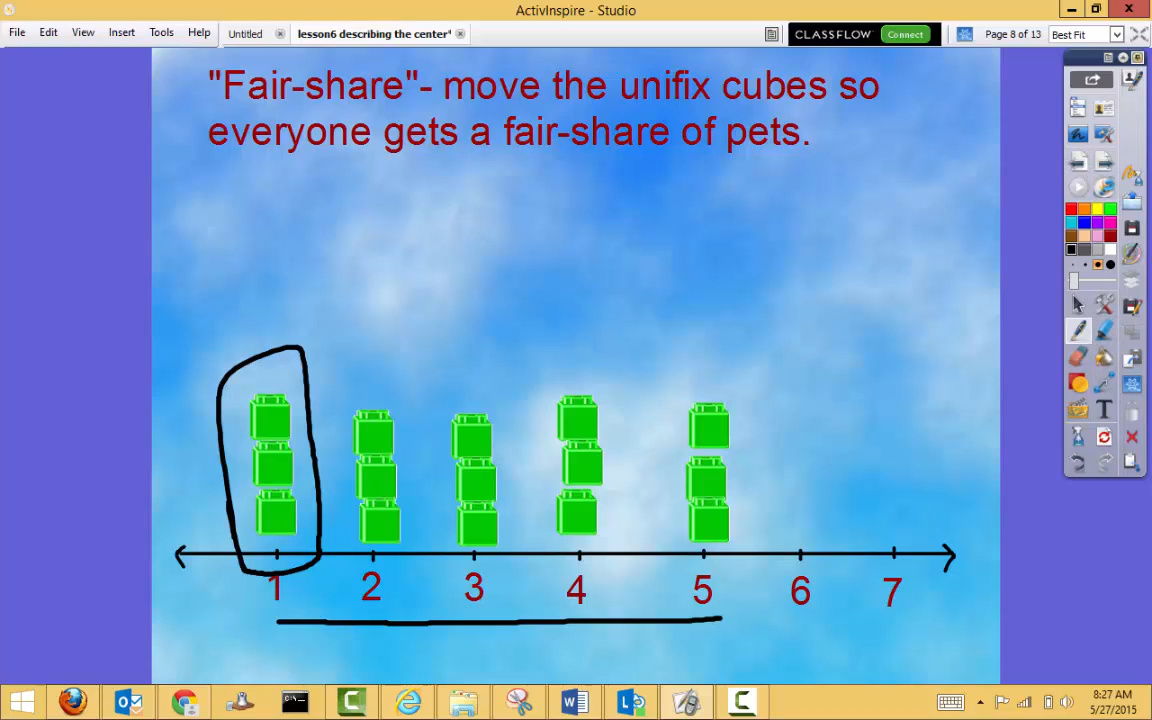 ActivInspire - Studio
File Edit View Insert Tools Help Untitled lesson6 describing the center* CLASSFLOW Connect Page 8 of 13 Best Fit
"Fair-share"- move the unifix cubes so
everyone gets a fair-share of pets.
1 2 3 4 5 6 7
8:27 AM
5/27/2015